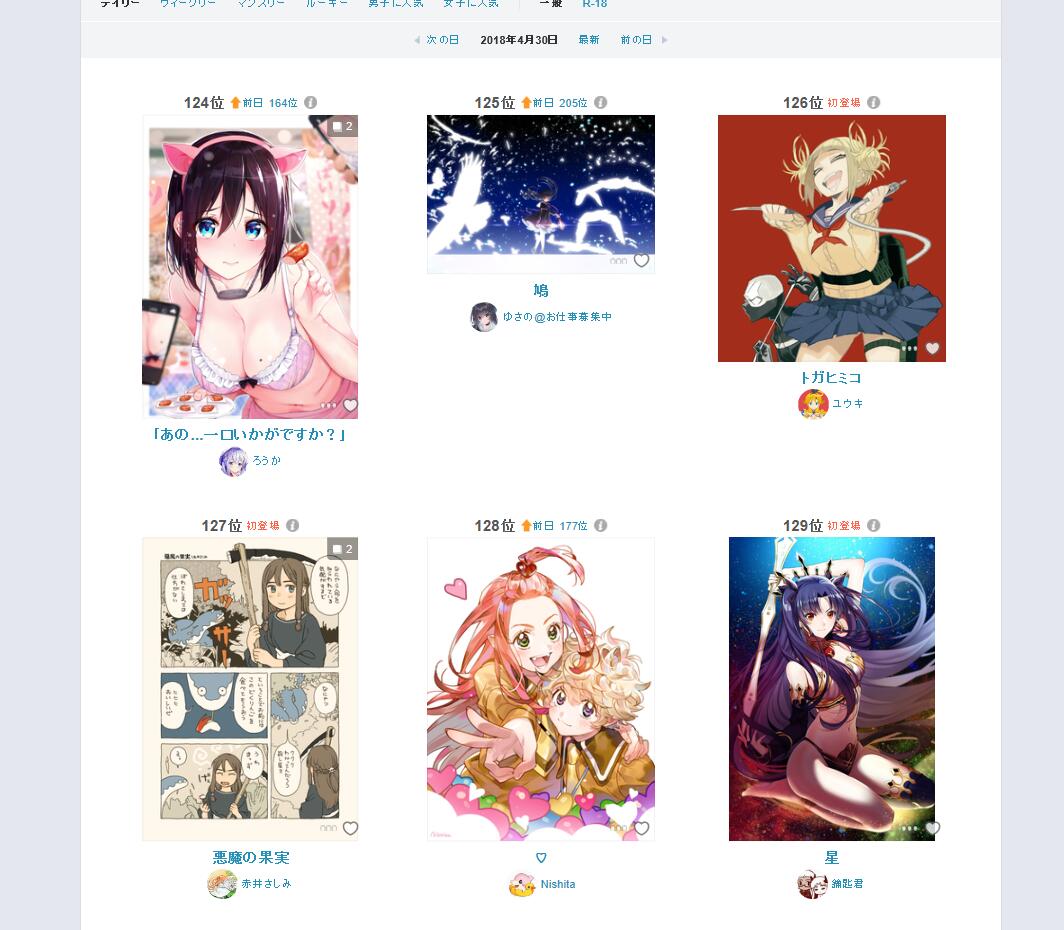 デイリー ウィークリー マンスリー ルーキー 男子に人気 女子に人気 一般 R-18
次の日 2018年4月30日 最新 前の日
124位 前日 164位
125位 前日 205位
126位 初登場
2
鳩
ゆさの@お仕事募集中
トガヒミコ
ユウキ
「あの...一口いかがですか？」
ろうか
127位 初登場
128位 前日 177位
129位 初登場
2
悪魔の果実
ガッ
悪魔の果実
赤井さしみ
♡
Nishita
星
鑰匙君